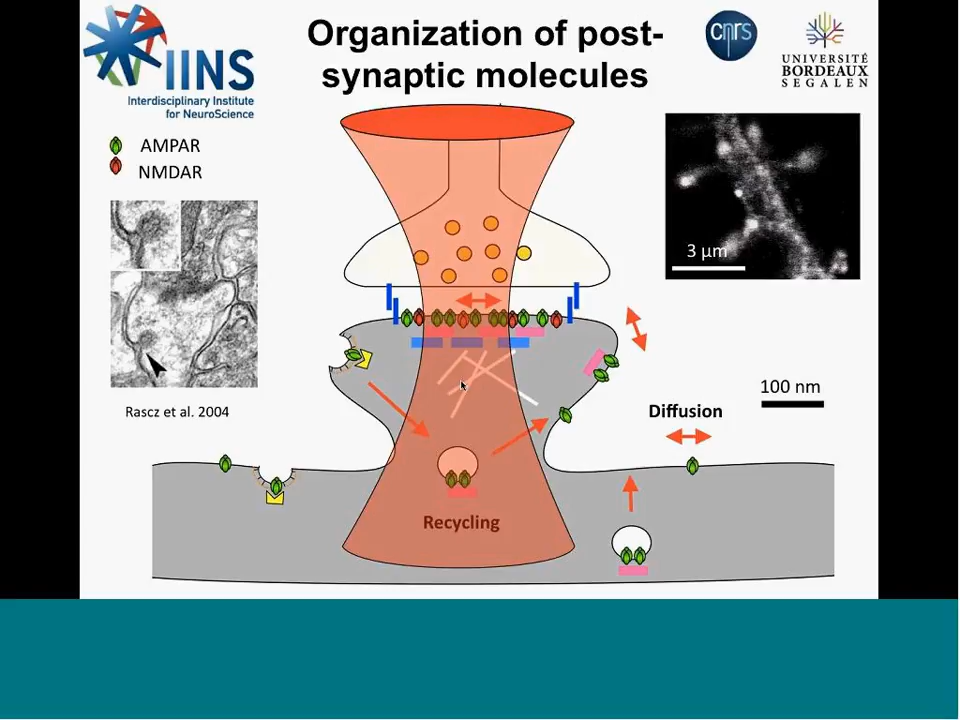 Organization of post-
synaptic molecules
IINS
Interdisciplinary Institute
for NeuroScience
cnrs
UNIVERSITÉ
BORDEAUX
SEGALEN
AMPAR
NMDAR
3 µm
Rascz et al. 2004
100 nm
Diffusion
Recycling